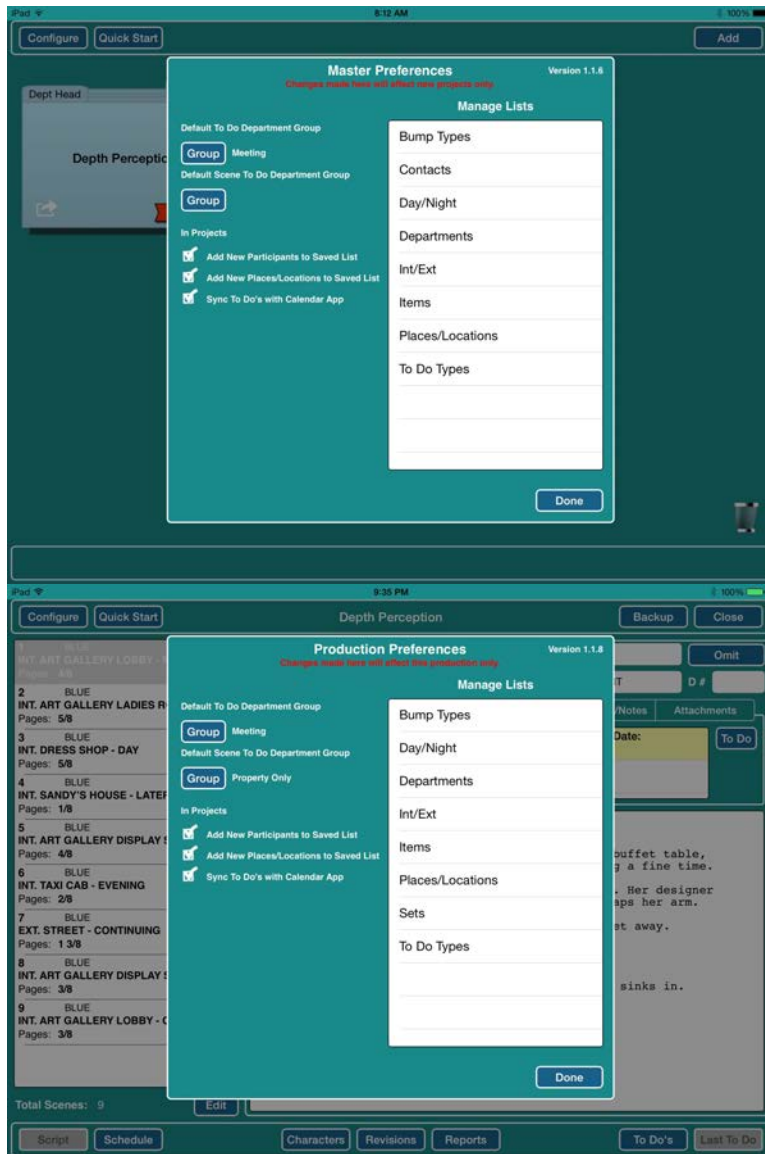 iPad 8:12 AM 100%
Configure Quick Start Add
Master Preferences Version 1.1.6
Changes made here will affect new projects only.
Manage Lists
Dept Head
Depth Perceptio
Default To Do Department Group
Group Meeting
Default Scene To Do Department Group
Group
In Projects
Add New Participants to Saved List
Add New Places/Locations to Saved List
Sync To Do's with Calendar App
Bump Types
Contacts
Day/Night
Departments
Int/Ext
Items
Places/Locations
To Do Types
Done
iPad 9:35 PM 100%
Configure Quick Start Depth Perception Backup Close
Production Preferences Version 1.1.8
Changes made here will affect this production only.
Manage Lists
1 BLUE
INT. ART GALLERY LOBBY -
Pages:
2 BLUE
INT. ART GALLERY LADIES R
Pages: 5/8
3 BLUE
INT. DRESS SHOP - DAY
Pages: 5/8
4 BLUE
INT. SANDY'S HOUSE - LATER
Pages: 1/8
5 BLUE
INT. ART GALLERY DISPLAY
Pages: 4/8
6 BLUE
INT. TAXI CAB - EVENING
Pages: 2/8
7 BLUE
EXT. STREET - CONTINUING
Pages: 1 3/8
8 BLUE
INT. ART GALLERY DISPLAY
Pages: 3/8
9 BLUE
INT. ART GALLERY LOBBY - C
Pages: 3/8
Default To Do Department Group
Group Meeting
Default Scene To Do Department Group
Group Property Only
In Projects
Add New Participants to Saved List
Add New Places/Locations to Saved List
Sync To Do's with Calendar App
Bump Types
Day/Night
Departments
Int/Ext
Items
Places/Locations
Sets
To Do Types
Done
Omit
D #
/Notes Attachments
Date: To Do
buffet table,
g a fine time.
. Her designer
aps her arm.
et away.
sinks in.
Total Scenes: 9 Edit
Script Schedule Characters Revisions Reports To Do's Last To Do